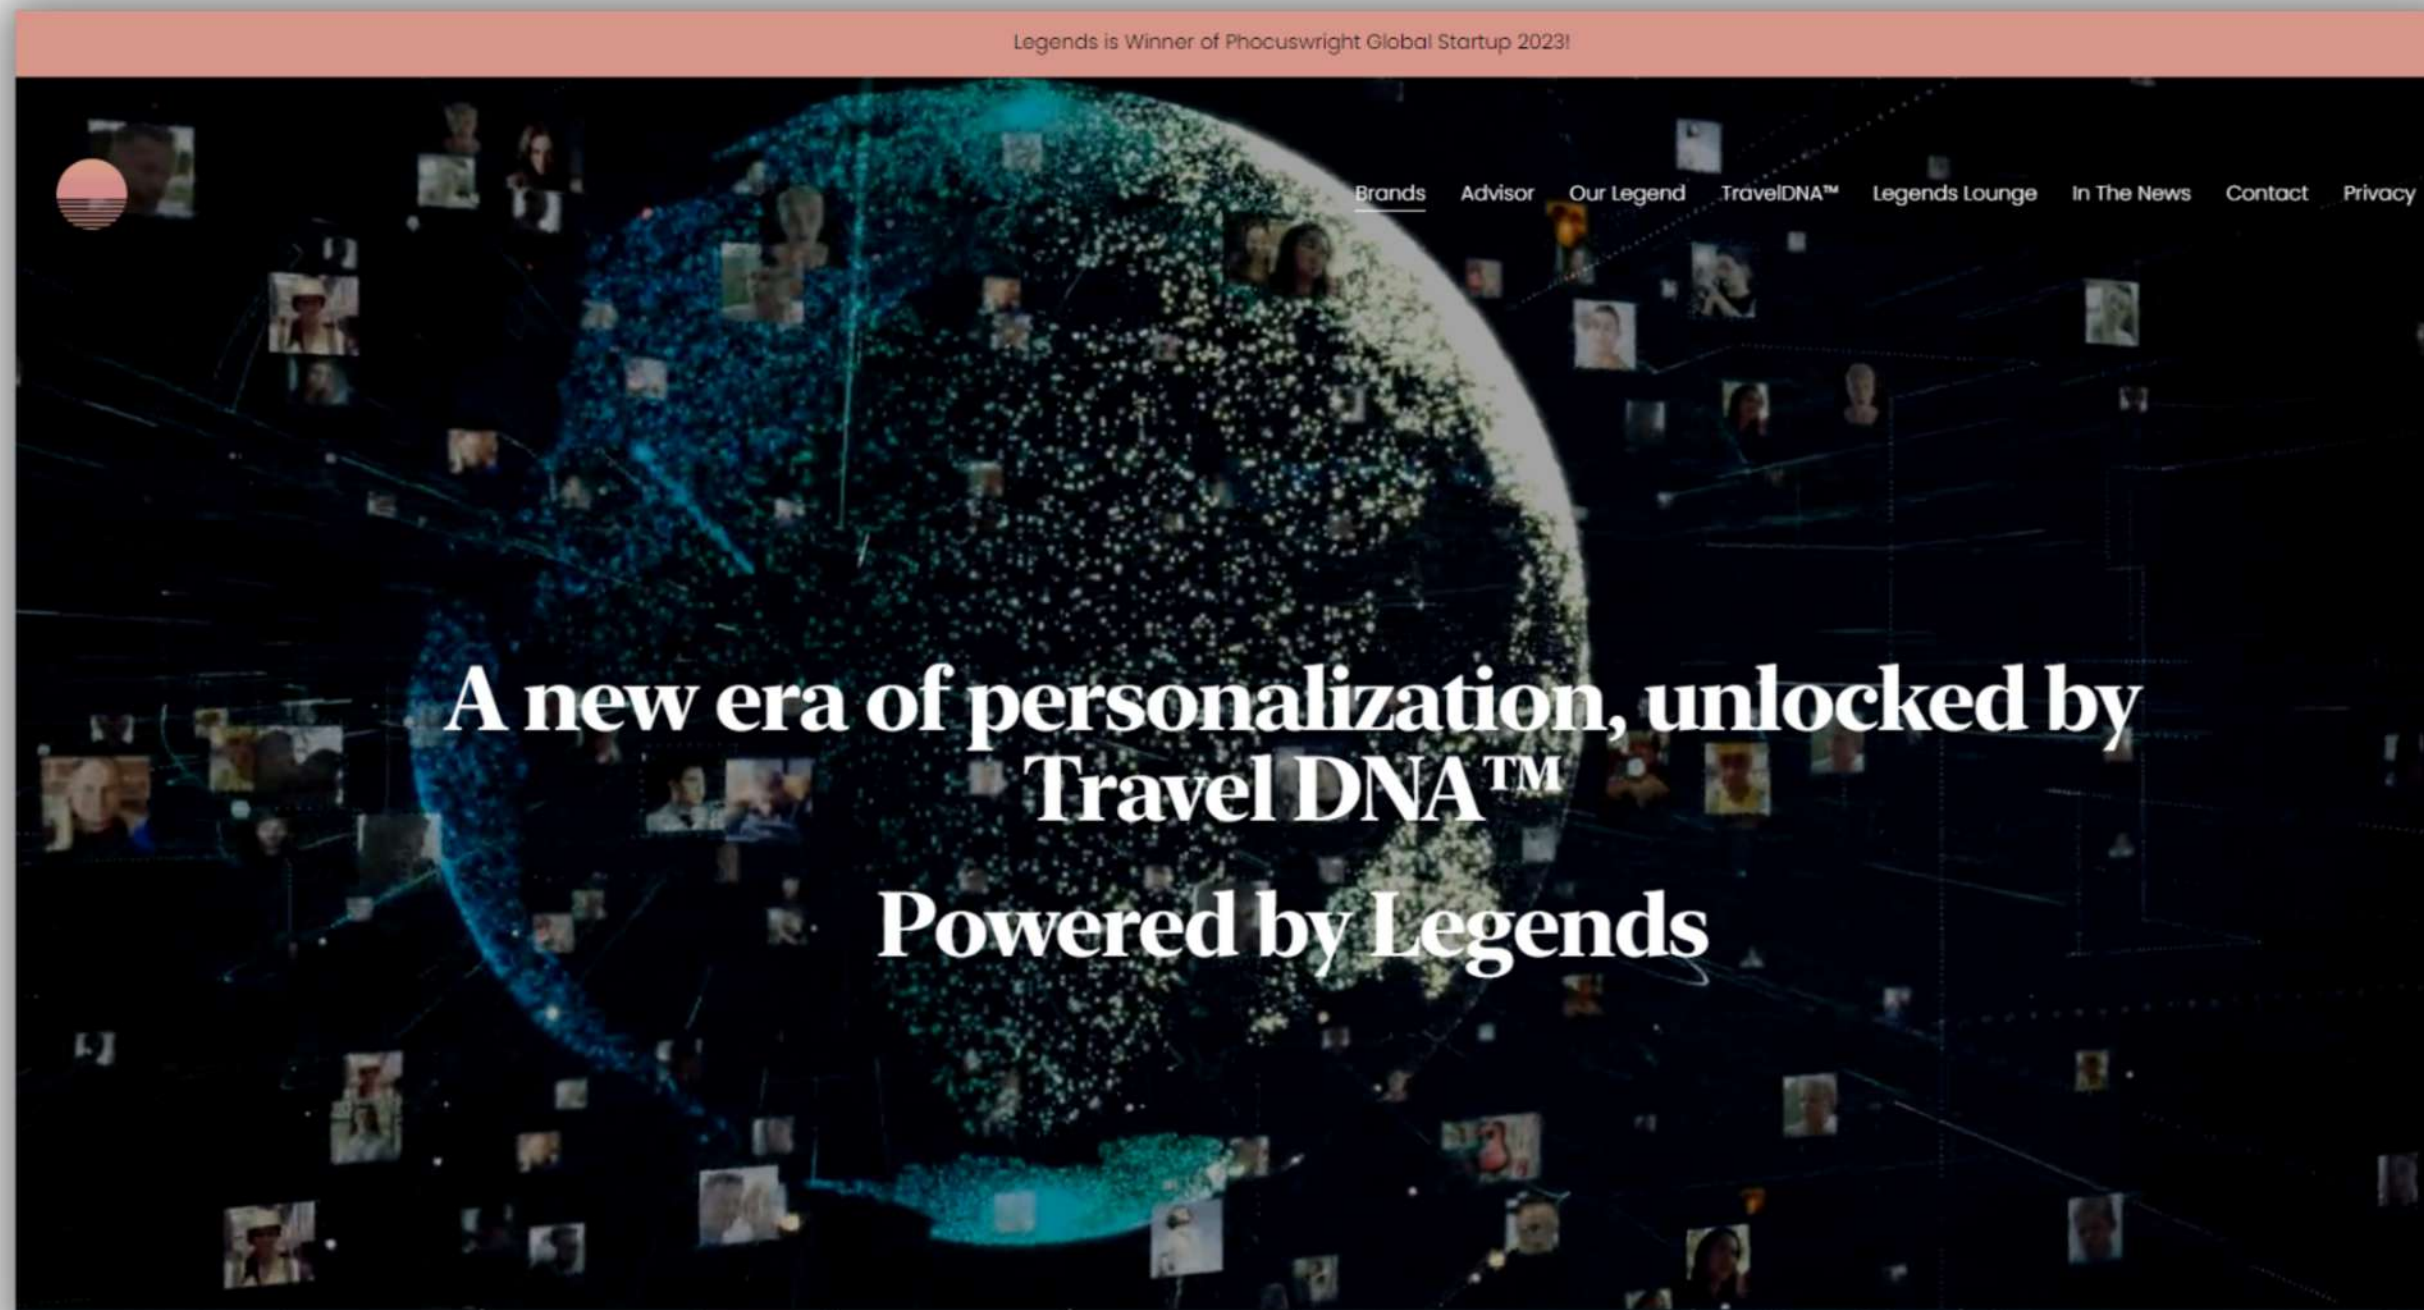 Legends is Winner of Phocuswright Global Startup 2023!
Brands Advisor Our Legend TravelDNA™ Legends Lounge In The News Contact Privacy
A new era of personalization, unlocked by
Travel DNA™
Powered by Legends